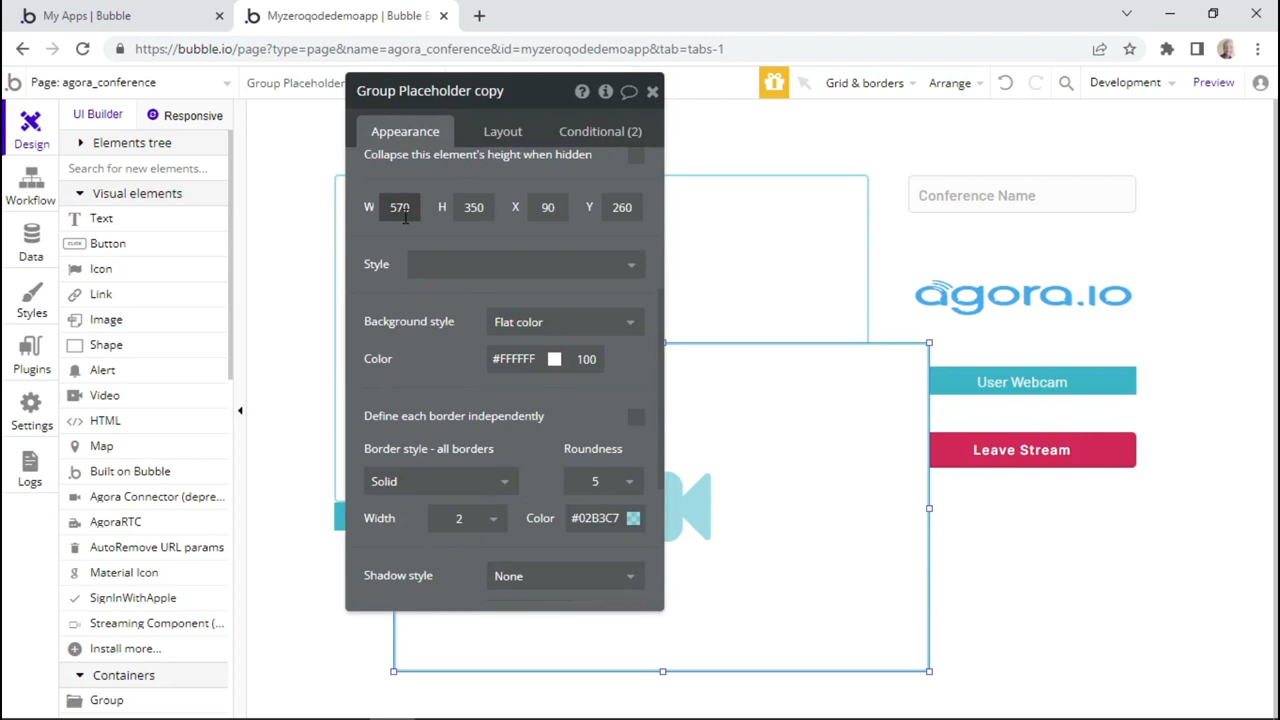 My Apps | Bubble
Myzeroqodedemoapp | Bubble E
https://bubble.io/page?type=page&name=agora_conference&id=myzeroqodedemoapp&tab=tabs-1
Page: agora_conference
Group Placeholder
Grid & borders
Arrange
Development
Preview
Design
Workflow
Data
Styles
Plugins
Settings
Logs
UI Builder
Responsive
Elements tree
Search for new elements...
Visual elements
Text
CLICK
Button
Icon
Link
Image
Shape
Alert
Video
</> HTML
Map
Built on Bubble
Agora Connector (depre...
AgoraRTC
AutoRemove URL params
Material Icon
SignInWithApple
Streaming Component (...
Install more...
Containers
Group
Group Placeholder copy
Appearance
Layout
Conditional (2)
Collapse this element's height when hidden
W 570 H 350 X 90 Y 260
Style
Background style Flat color
Color #FFFFFF 100
Define each border independently
Border style - all borders Roundness
Solid 5
Width 2 Color #02B3C7
Shadow style None
Conference Name
agora.io
User Webcam
Leave Stream